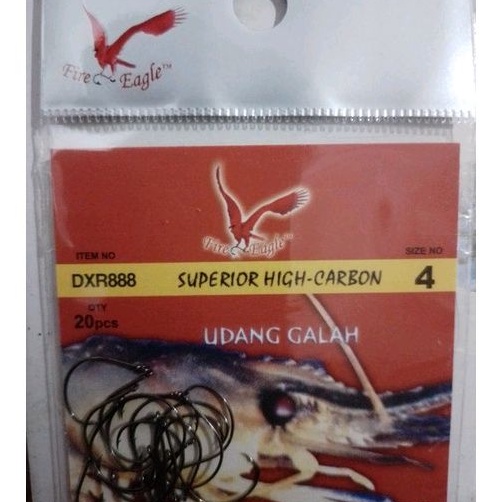 Fire Eagle™
Fire Eagle™
ITEM NO
SIZE NO
DXR888 SUPERIOR HIGH-CARBON 4
QTY
20pcs
UDANG GALAH